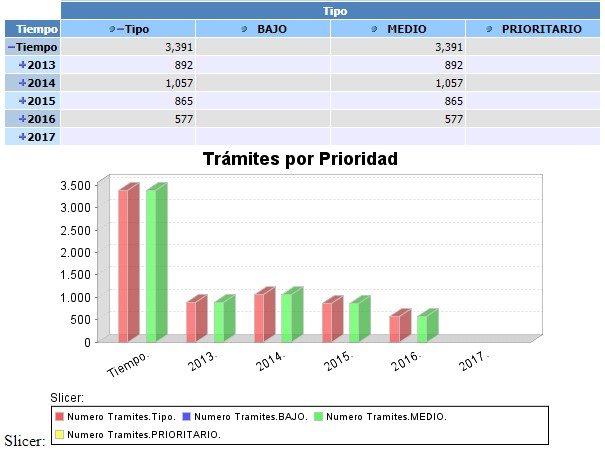 Tipo
Tiempo −Tipo BAJO MEDIO PRIORITARIO
−Tiempo 3,391 3,391
+2013 892 892
+2014 1,057 1,057
+2015 865 865
+2016 577 577
+2017
Trámites por Prioridad
3.500
3.000
2.500
2.000
1.500
1.000
500
0
Tiempo. 2013. 2014. 2015. 2016. 2017.
Slicer:
Numero Tramites.Tipo. Numero Tramites.BAJO. Numero Tramites.MEDIO.
Numero Tramites.PRIORITARIO.
Slicer: